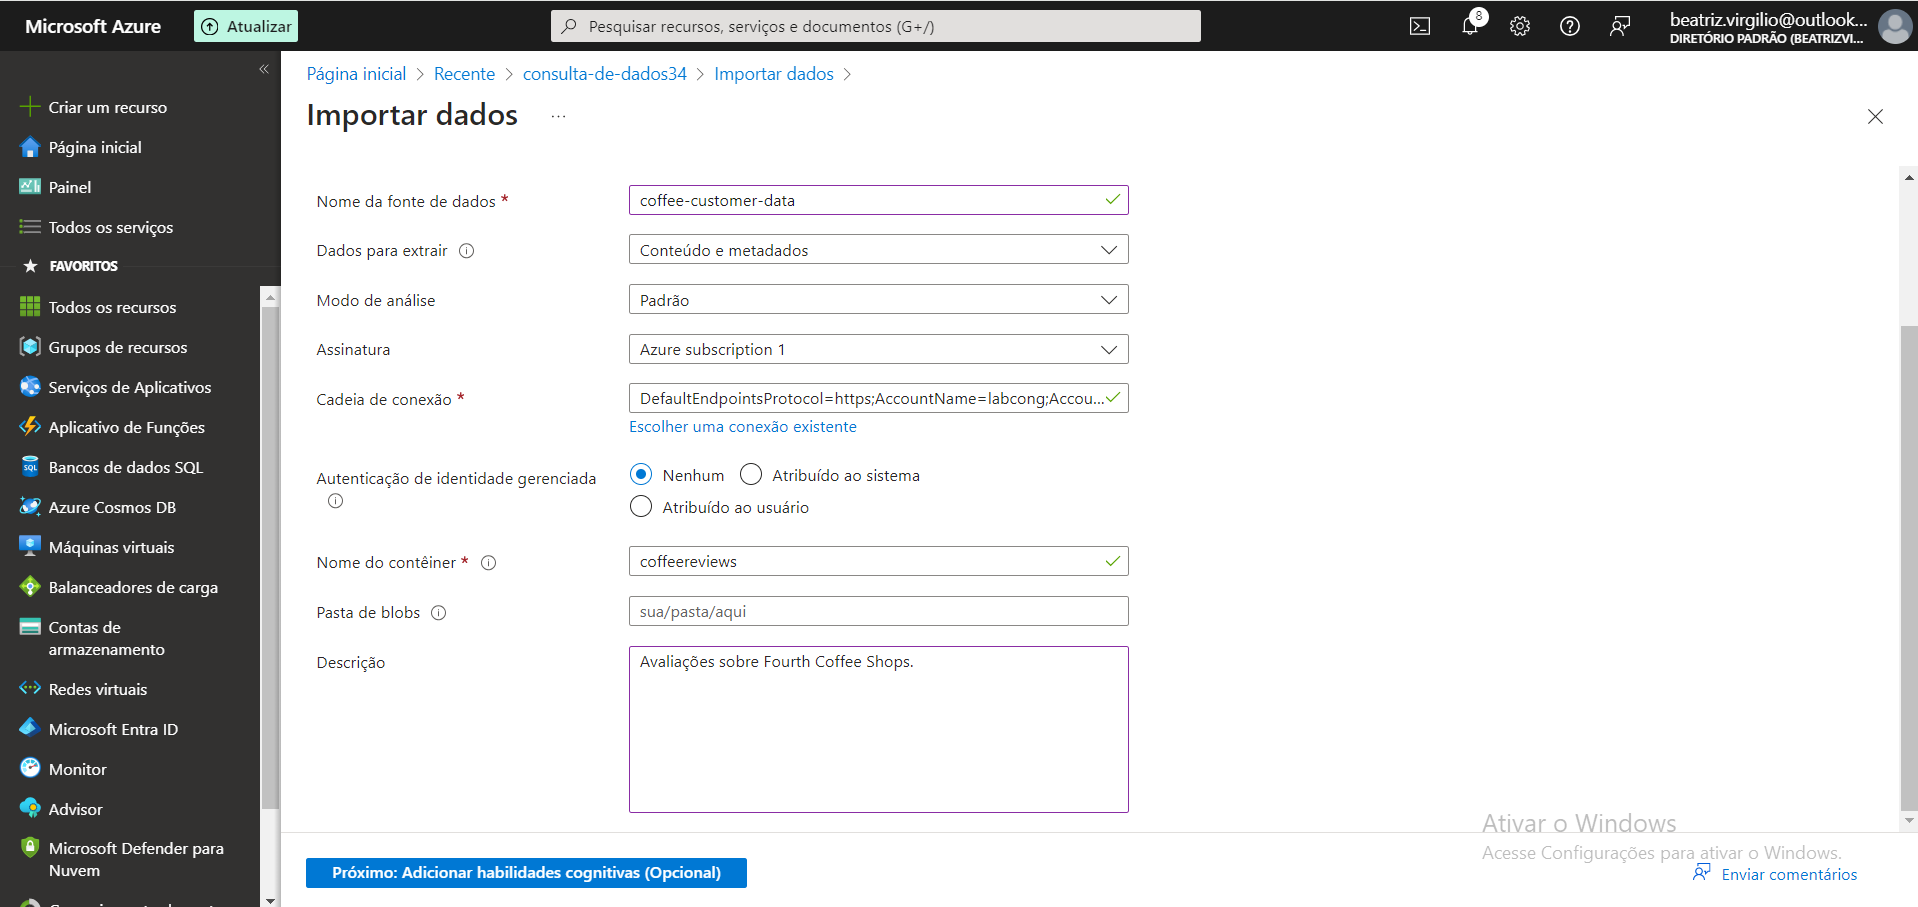 Microsoft Azure
Atualizar
Pesquisar recursos, serviços e documentos (G+/)
8
beatriz.virgilio@outlook...
DIRETÓRIO PADRÃO (BEATRIZVI...
Criar um recurso
Página inicial
Painel
Todos os serviços
FAVORITOS
Todos os recursos
Grupos de recursos
Serviços de Aplicativos
Aplicativo de Funções
SQL
Bancos de dados SQL
Azure Cosmos DB
Máquinas virtuais
Balanceadores de carga
Contas de
armazenamento
Redes virtuais
Microsoft Entra ID
Monitor
Advisor
Microsoft Defender para
Nuvem
Página inicial > Recente > consulta-de-dados34 > Importar dados >
Importar dados ...
Nome da fonte de dados * coffee-customer-data
Dados para extrair Conteúdo e metadados
Modo de análise Padrão
Assinatura Azure subscription 1
Cadeia de conexão * DefaultEndpointsProtocol=https;AccountName=labcong;Accou...
Escolher uma conexão existente
Autenticação de identidade gerenciada Nenhum Atribuído ao sistema
Atribuído ao usuário
Nome do contêiner * coffeereviews
Pasta de blobs sua/pasta/aqui
Descrição Avaliações sobre Fourth Coffee Shops.
Próximo: Adicionar habilidades cognitivas (Opcional)
Ativar o Windows
Acesse Configurações para ativar o Windows.
Enviar comentários